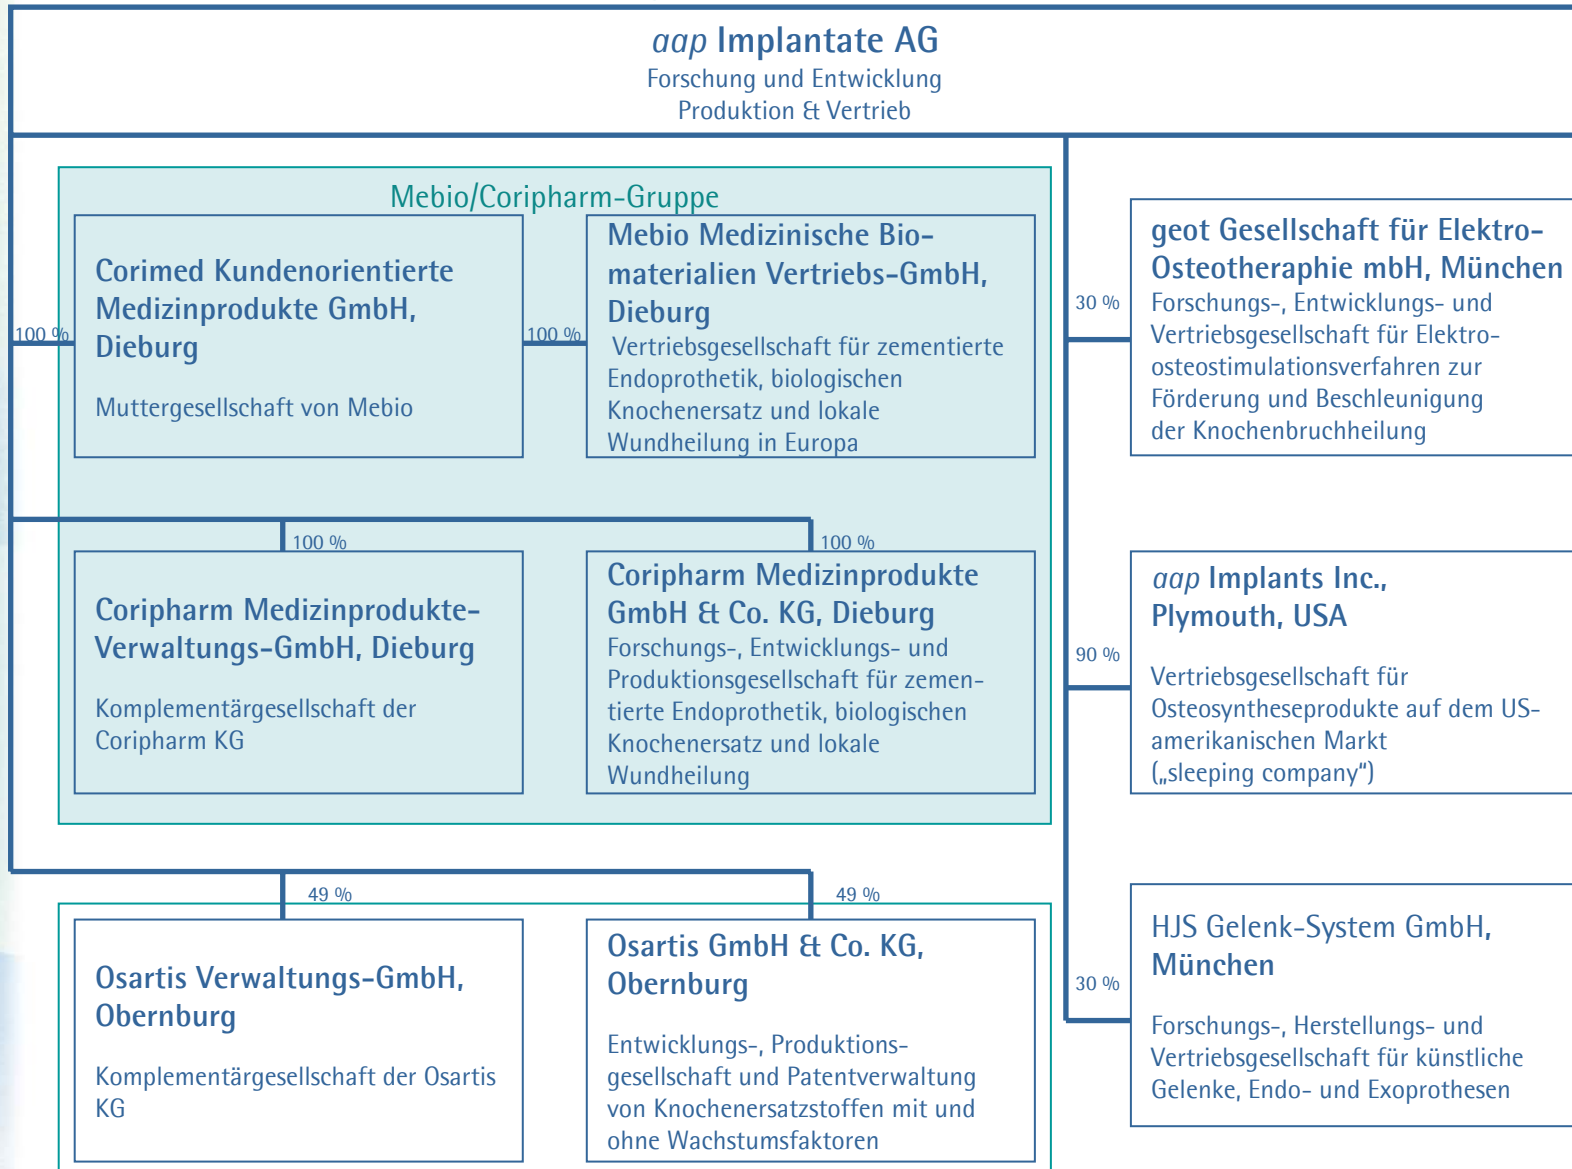 aap Implantate AG
Forschung und Entwicklung
Produktion & Vertrieb
Mebio/Coripharm-Gruppe
100 %
Corimed Kundenorientierte
Medizinprodukte GmbH,
Dieburg
Muttergesellschaft von Mebio
100 %
Mebio Medizinische Bio-
materialien Vertriebs-GmbH,
Dieburg
Vertriebsgesellschaft für zementierte
Endoprothetik, biologischen
Knochenersatz und lokale
Wundheilung in Europa
100 %
Coripharm Medizinprodukte-
Verwaltungs-GmbH, Dieburg
Komplementärgesellschaft der
Coripharm KG
100 %
Coripharm Medizinprodukte
GmbH & Co. KG, Dieburg
Forschungs-, Entwicklungs- und
Produktionsgesellschaft für zemen-
tierte Endoprothetik, biologischen
Knochenersatz und lokale
Wundheilung
49 %
Osartis Verwaltungs-GmbH,
Obernburg
Komplementärgesellschaft der Osartis
KG
49 %
Osartis GmbH & Co. KG,
Obernburg
Entwicklungs-, Produktions-
gesellschaft und Patentverwaltung
von Knochenersatzstoffen mit und
ohne Wachstumsfaktoren
30 %
geot Gesellschaft für Elektro-
Osteotheraphie mbH, München
Forschungs-, Entwicklungs- und
Vertriebsgesellschaft für Elektro-
osteostimulationsverfahren zur
Förderung und Beschleunigung
der Knochenbruchheilung
90 %
aap Implants Inc.,
Plymouth, USA
Vertriebsgesellschaft für
Osteosyntheseprodukte auf dem US-
amerikanischen Markt
(„sleeping company“)
30 %
HJS Gelenk-System GmbH,
München
Forschungs-, Herstellungs- und
Vertriebsgesellschaft für künstliche
Gelenke, Endo- und Exoprothesen